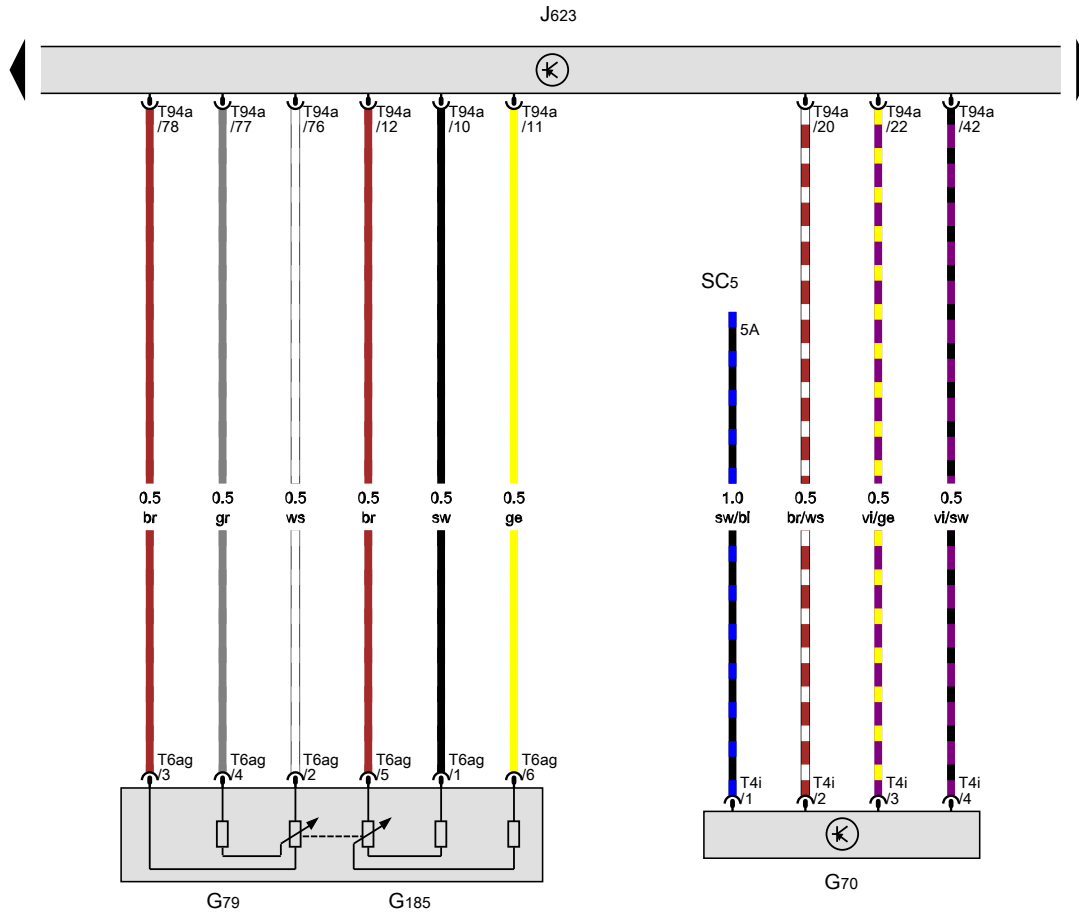 J623
T94a
/78
T94a
/77
T94a
/76
T94a
/12
T94a
/10
T94a
/11
T94a
/20
T94a
/22
T94a
/42
SC5
5A
0.5
br
0.5
gr
0.5
ws
0.5
br
0.5
sw
0.5
ge
1.0
sw/bl
0.5
br/ws
0.5
vi/ge
0.5
vi/sw
T6ag
/3
T6ag
/4
T6ag
/2
T6ag
/5
T6ag
/1
T6ag
/6
T4i
/1
T4i
/2
T4i
/3
T4i
/4
G79
G185
G70